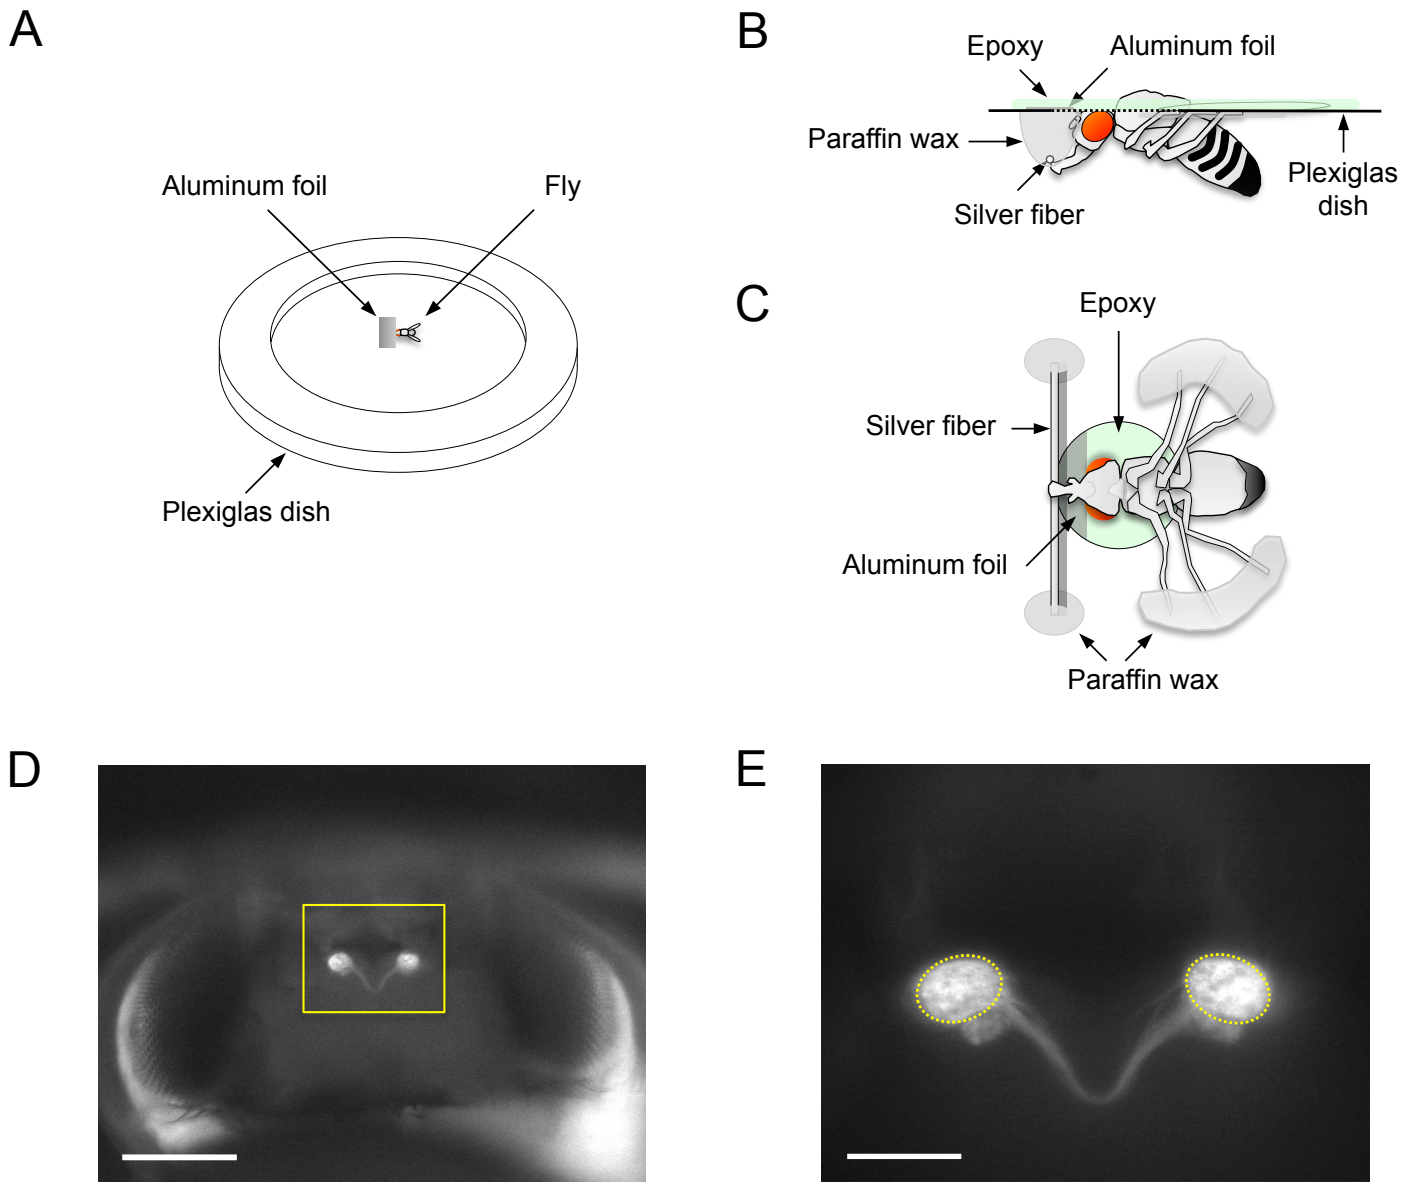 A
Aluminum foil
Fly
Plexiglas dish
B
Epoxy
Aluminum foil
Paraffin wax
Silver fiber
Plexiglas
dish
C
Epoxy
Silver fiber
Aluminum foil
Paraffin wax
D
E